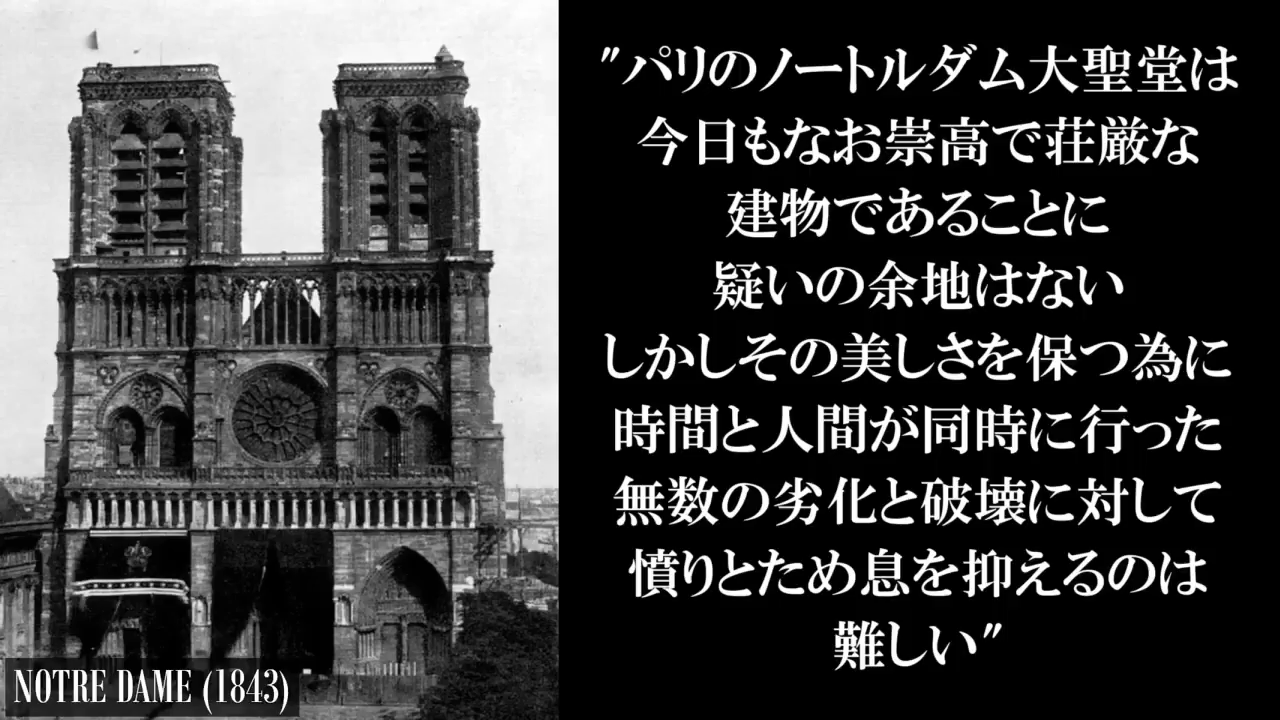 "パリのノートルダム大聖堂は
今日もなお崇高で荘厳な
建物であることに
疑いの余地はない
しかしその美しさを保つ為に
時間と人間が同時に行った
無数の劣化と破壊に対して
憤りとため息を抑えるのは
難しい"
NOTRE DAME (1843)